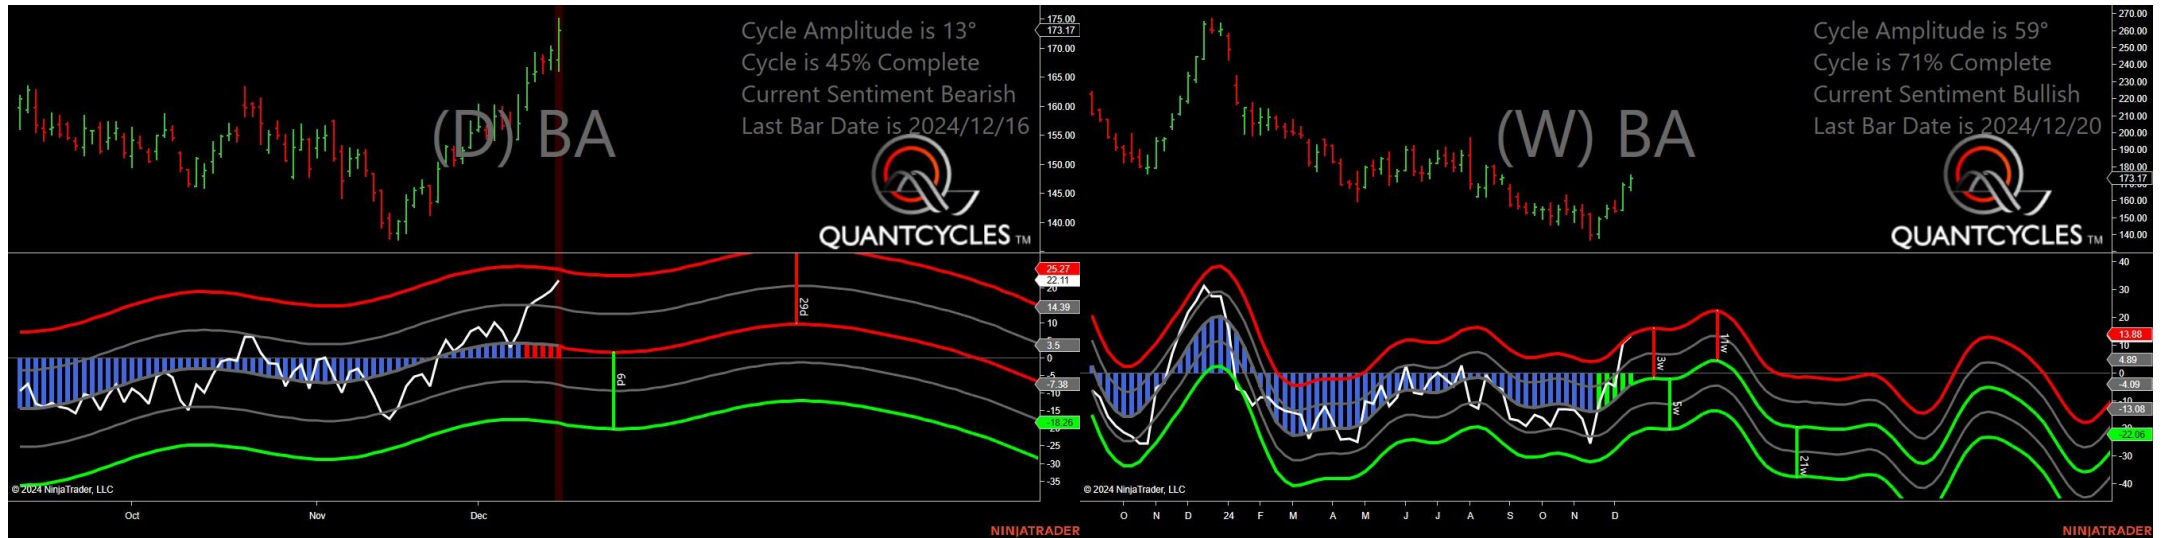 Cycle Amplitude is 13°
Cycle is 45% Complete
Current Sentiment Bearish
Last Bar Date is 2024/12/16
(D) BA
QUANTCYCLES TM
175.00
173.17
170.00
165.00
160.00
155.00
150.00
145.00
140.00
25.27
22.11
20
14.39
10
3.5
0
-5
-7.38
-10
-15
-18.26
-25
-30
-35
29d
6d
© 2024 NinjaTrader, LLC
Oct Nov Dec
NINJATRADER
Cycle Amplitude is 59°
Cycle is 71% Complete
Current Sentiment Bullish
Last Bar Date is 2024/12/20
(W) BA
QUANTCYCLES TM
270.00
260.00
250.00
240.00
230.00
220.00
210.00
200.00
190.00
180.00
173.17
160.00
150.00
140.00
40
30
20
13.88
10
4.89
0
-4.09
-13.08
-22.06
-30
-40
3w
11w
5w
21w
© 2024 NinjaTrader, LLC
O N D 24 F M A M J J A S O N D
NINJATRADER